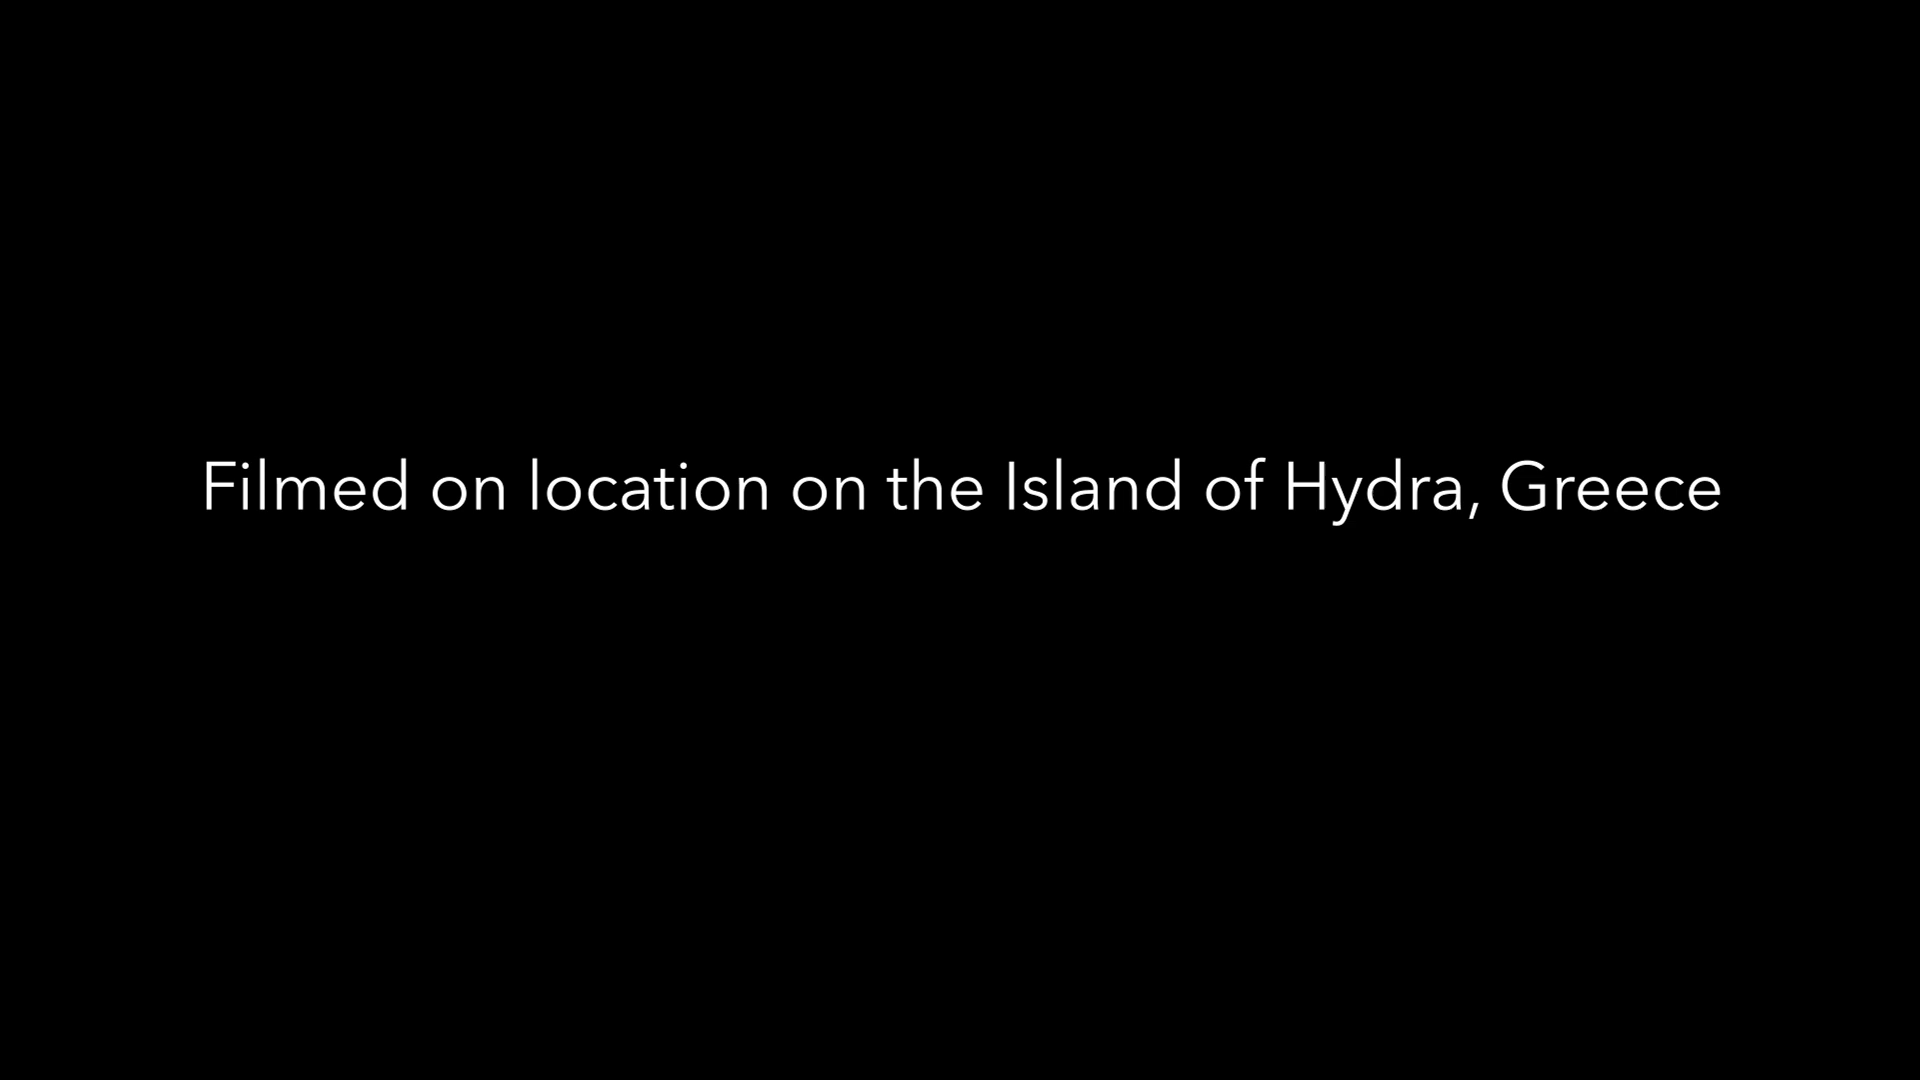 Filmed on location on the Island of Hydra, Greece